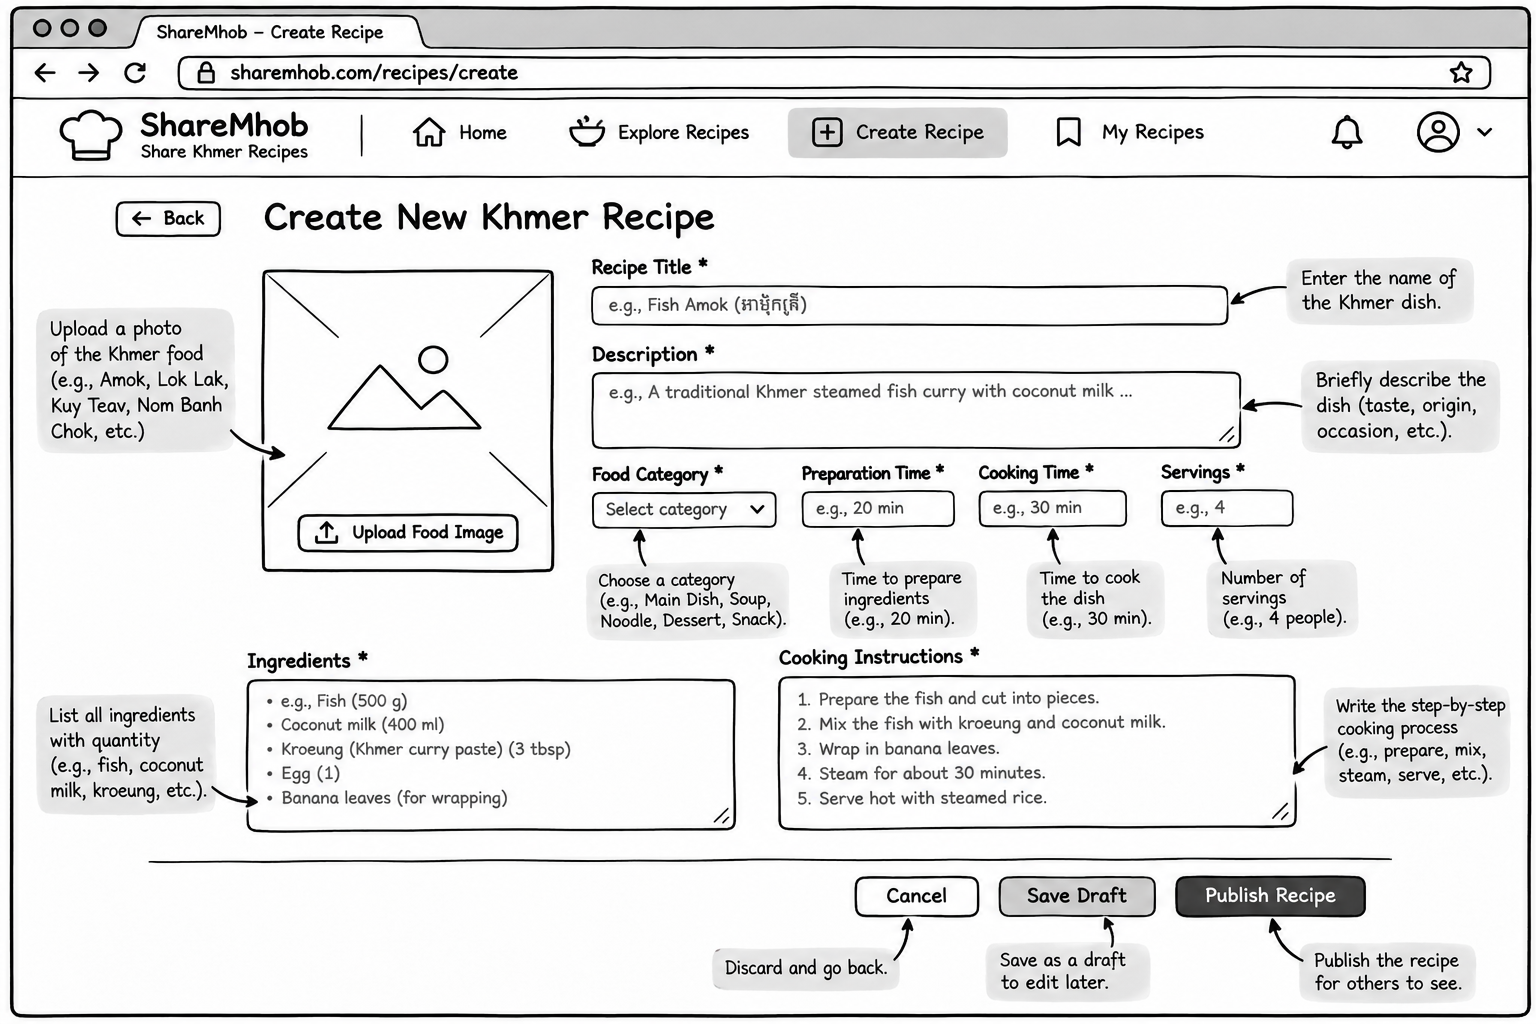 ShareMhob – Create Recipe
sharemhob.com/recipes/create
ShareMhob
Share Khmer Recipes
Home
Explore Recipes
Create Recipe
My Recipes
← Back
Create New Khmer Recipe
Upload a photo
of the Khmer food
(e.g., Amok, Lok Lak,
Kuy Teav, Nom Banh
Chok, etc.)
Upload Food Image
Recipe Title *
e.g., Fish Amok
Enter the name of
the Khmer dish.
Description *
e.g., A traditional Khmer steamed fish curry with coconut milk ...
Briefly describe the
dish (taste, origin,
occasion, etc.).
Food Category *
Select category
Choose a category
(e.g., Main Dish, Soup,
Noodle, Dessert, Snack).
Preparation Time *
e.g., 20 min
Time to prepare
ingredients
(e.g., 20 min).
Cooking Time *
e.g., 30 min
Time to cook
the dish
(e.g., 30 min).
Servings *
e.g., 4
Number of
servings
(e.g., 4 people).
Ingredients *
• e.g., Fish (500 g)
• Coconut milk (400 ml)
• Kroeung (Khmer curry paste) (3 tbsp)
• Egg (1)
• Banana leaves (for wrapping)
List all ingredients
with quantity
(e.g., fish, coconut
milk, kroeung, etc.).
Cooking Instructions *
1. Prepare the fish and cut into pieces.
2. Mix the fish with kroeung and coconut milk.
3. Wrap in banana leaves.
4. Steam for about 30 minutes.
5. Serve hot with steamed rice.
Write the step-by-step
cooking process
(e.g., prepare, mix,
steam, serve, etc.).
Cancel
Save Draft
Publish Recipe
Discard and go back.
Save as a draft
to edit later.
Publish the recipe
for others to see.